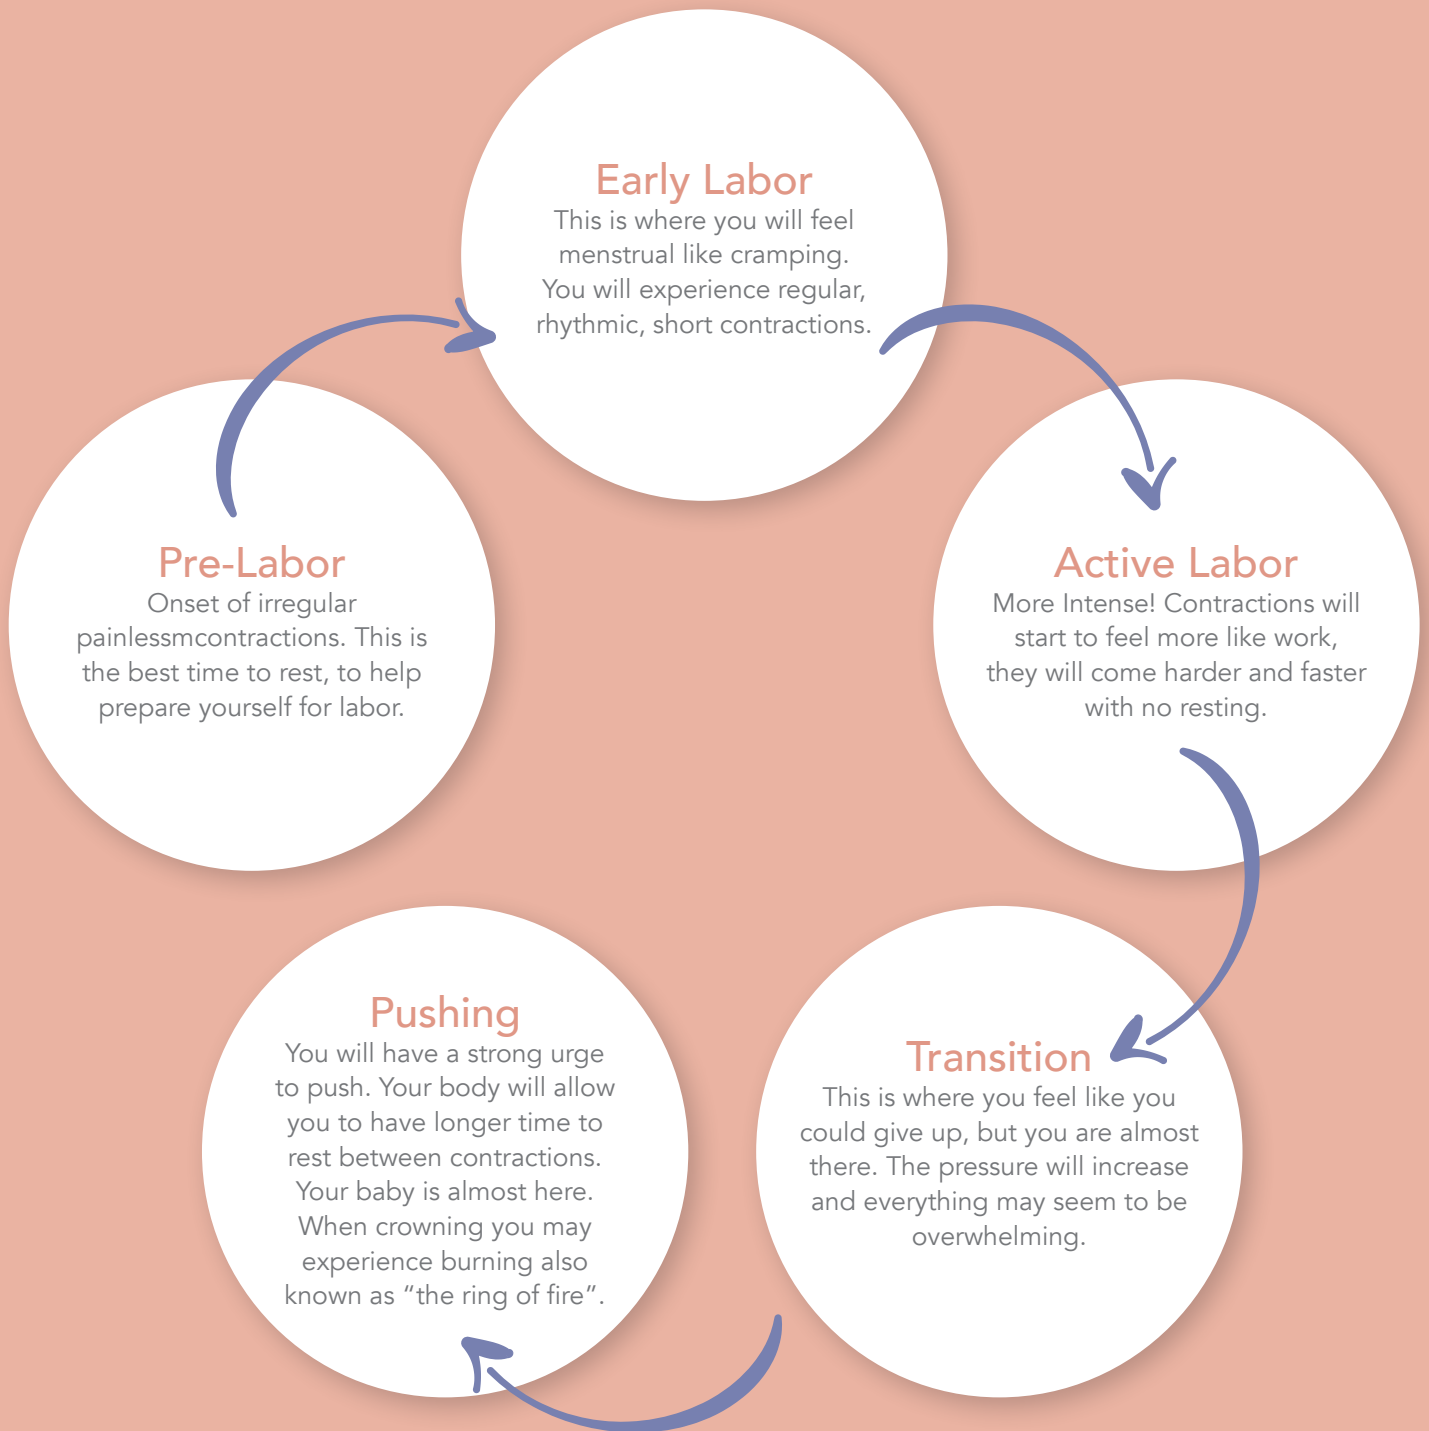 Early Labor
This is where you will feel
menstrual like cramping.
You will experience regular,
rhythmic, short contractions.
Pre-Labor
Onset of irregular
painlessmcontractions. This is
the best time to rest, to help
prepare yourself for labor.
Active Labor
More Intense! Contractions will
start to feel more like work,
they will come harder and faster
with no resting.
Pushing
You will have a strong urge
to push. Your body will allow
you to have longer time to
rest between contractions.
Your baby is almost here.
When crowning you may
experience burning also
known as “the ring of fire”.
Transition
This is where you feel like you
could give up, but you are almost
there. The pressure will increase
and everything may seem to be
overwhelming.